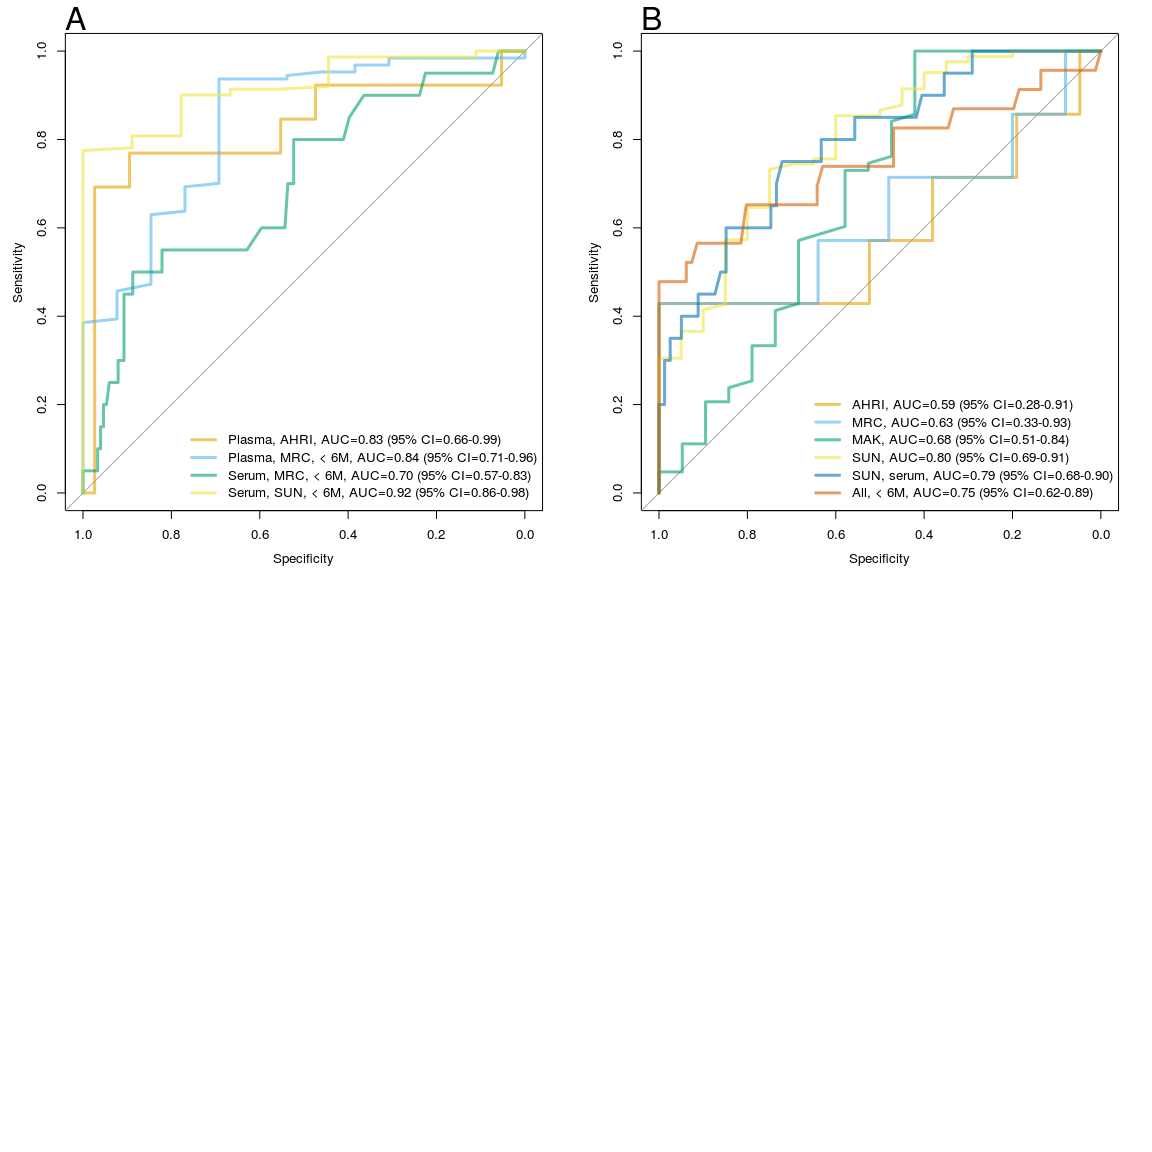 A
1.0
0.8
0.6
0.4
0.2
0.0
Sensitivity
Plasma, AHRI, AUC=0.83 (95% CI=0.66-0.99)
Plasma, MRC, < 6M, AUC=0.84 (95% CI=0.71-0.96)
Serum, MRC, < 6M, AUC=0.70 (95% CI=0.57-0.83)
Serum, SUN, < 6M, AUC=0.92 (95% CI=0.86-0.98)
1.0 0.8 0.6 0.4 0.2 0.0
Specificity
B
1.0
0.8
0.6
0.4
0.2
0.0
Sensitivity
AHRI, AUC=0.59 (95% CI=0.28-0.91)
MRC, AUC=0.63 (95% CI=0.33-0.93)
MAK, AUC=0.68 (95% CI=0.51-0.84)
SUN, AUC=0.80 (95% CI=0.69-0.91)
SUN, serum, AUC=0.79 (95% CI=0.68-0.90)
All, < 6M, AUC=0.75 (95% CI=0.62-0.89)
1.0 0.8 0.6 0.4 0.2 0.0
Specificity